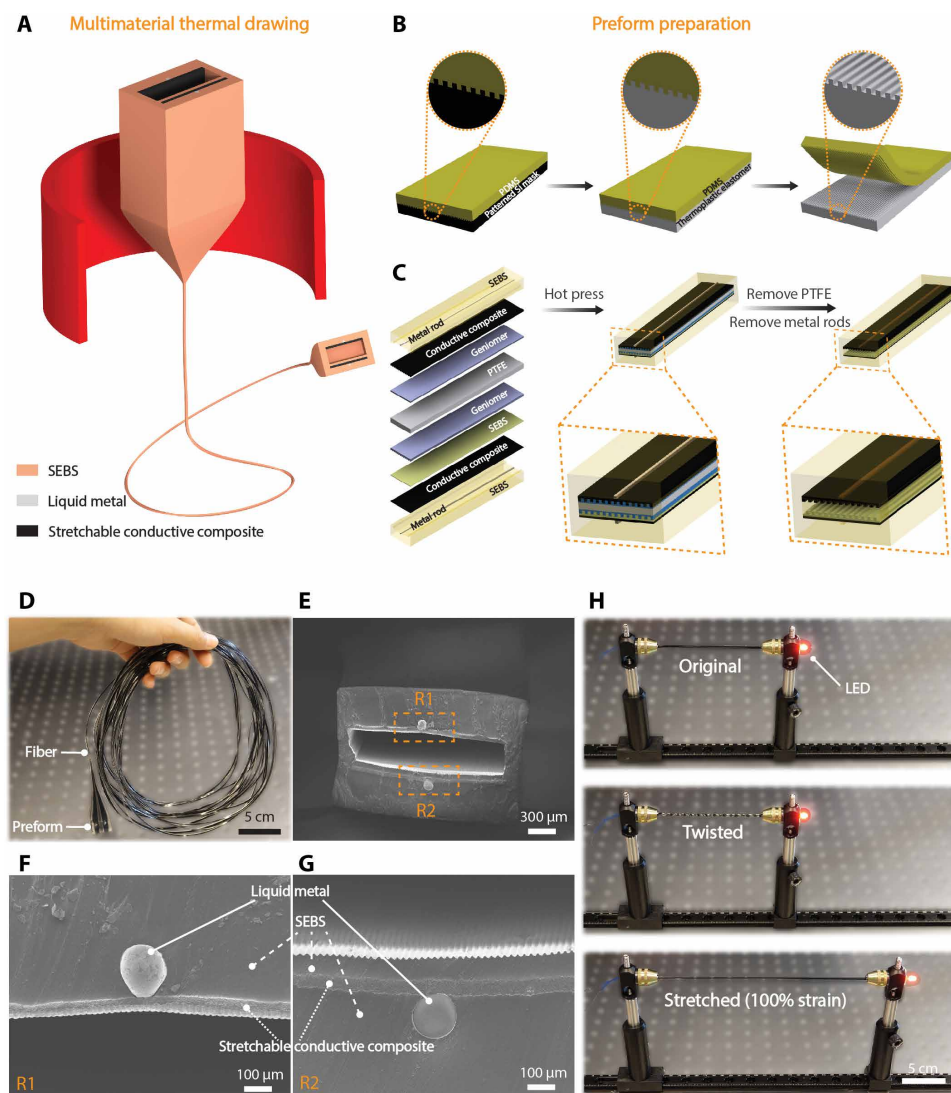 A
Multimaterial thermal drawing
SEBS
Liquid metal
Stretchable conductive composite
B
Preform preparation
PDMS
Patterned SI mask
PDMS
Thermoplastic elastomer
C
SEBS
Metal rod
Conductive composite
Geniomer
PTFE
Geniomer
SEBS
Conductive composite
Metal rod
SEBS
Hot press
Remove PTFE
Remove metal rods
D
Fiber
Preform
5 cm
E
R1
R2
300 μm
F
G
Liquid metal
SEBS
Stretchable conductive composite
R1
100 μm
R2
100 μm
H
Original
LED
Twisted
Stretched (100% strain)
5 cm